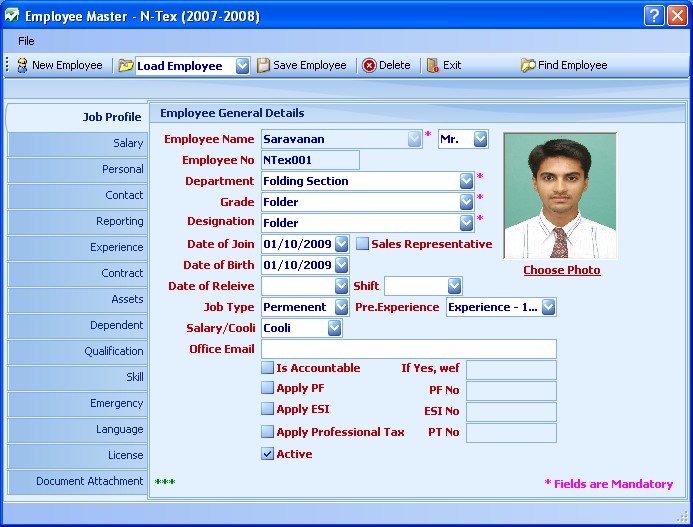 Employee Master - N-Tex (2007-2008)
File
New Employee Load Employee Save Employee Delete Exit Find Employee
Job Profile
Salary
Personal
Contact
Reporting
Experience
Contract
Assets
Dependent
Qualification
Skill
Emergency
Language
License
Document Attachment
Employee General Details
Employee Name Saravanan * Mr.
Employee No NTex001
Department Folding Section *
Grade Folder *
Designation Folder *
Date of Join 01/10/2009 Sales Representative
Date of Birth 01/10/2009
Choose Photo
Date of Releive Shift
Job Type Permenent Pre.Experience Experience - 1...
Salary/Cooli Cooli
Office Email
Is Accountable If Yes, wef
Apply PF PF No
Apply ESI ESI No
Apply Professional Tax PT No
Active
*** * Fields are Mandatory